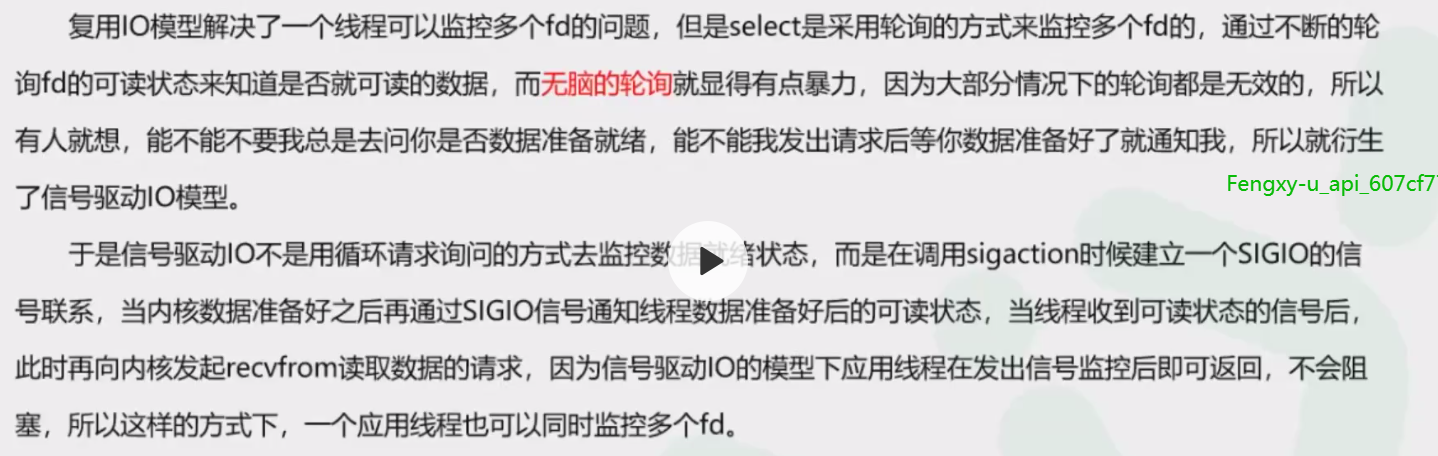 复用IO模型解决了一个线程可以监控多个fd的问题，但是select是采用轮询的方式来监控多个fd的，通过不断的轮
询fd的可读状态来知道是否就可读的数据，而无脑的轮询就显得有点暴力，因为大部分情况下的轮询都是无效的，所以
有人就想，能不能不要我总是去问你是否数据准备就绪，能不能我发出请求后等你数据准备好了就通知我，所以就衍生
了信号驱动IO模型。
Fengxy-u_api_607cf7
于是信号驱动IO不是用循环请求询问的方式去监控数据就绪状态，而是在调用sigaction时候建立一个SIGIO的信
号联系，当内核数据准备好之后再通过SIGIO信号通知线程数据准备好后的可读状态，当线程收到可读状态的信号后，
此时再向内核发起recvfrom读取数据的请求，因为信号驱动IO的模型下应用线程在发出信号监控后即可返回，不会阻
塞，所以这样的方式下，一个应用线程也可以同时监控多个fd。